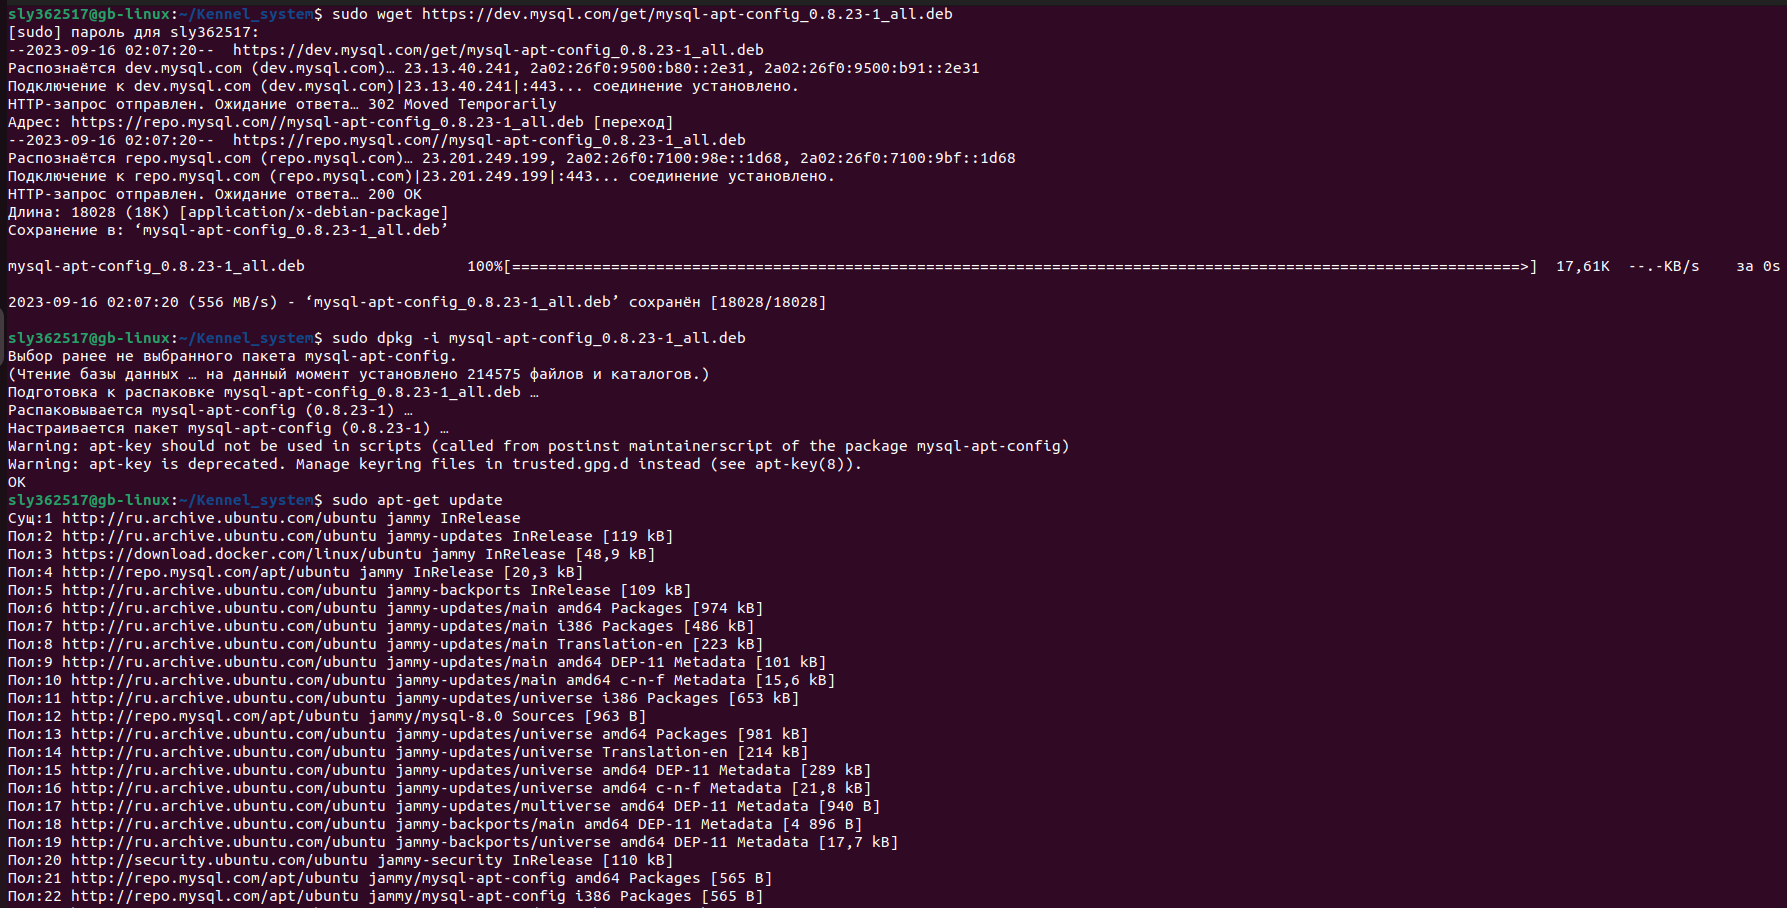 sly362517@gb-linux:~/Kennel_system$ sudo wget https://dev.mysql.com/get/mysql-apt-config_0.8.23-1_all.deb
[sudo] пароль для sly362517:
--2023-09-16 02:07:20--  https://dev.mysql.com/get/mysql-apt-config_0.8.23-1_all.deb
Распознаётся dev.mysql.com (dev.mysql.com)… 23.13.40.241, 2a02:26f0:9500:b80::2e31, 2a02:26f0:9500:b91::2e31
Подключение к dev.mysql.com (dev.mysql.com)|23.13.40.241|:443... соединение установлено.
HTTP-запрос отправлен. Ожидание ответа… 302 Moved Temporarily
Адрес: https://repo.mysql.com//mysql-apt-config_0.8.23-1_all.deb [переход]
--2023-09-16 02:07:20--  https://repo.mysql.com//mysql-apt-config_0.8.23-1_all.deb
Распознаётся repo.mysql.com (repo.mysql.com)… 23.201.249.199, 2a02:26f0:7100:98e::1d68, 2a02:26f0:7100:9bf::1d68
Подключение к repo.mysql.com (repo.mysql.com)|23.201.249.199|:443... соединение установлено.
HTTP-запрос отправлен. Ожидание ответа… 200 OK
Длина: 18028 (18K) [application/x-debian-package]
Сохранение в: ‘mysql-apt-config_0.8.23-1_all.deb’
mysql-apt-config_0.8.23-1_all.deb 100%[================================================================================================================>] 17,61K --.-KB/s за 0s
2023-09-16 02:07:20 (556 MB/s) - ‘mysql-apt-config_0.8.23-1_all.deb’ сохранён [18028/18028]
sly362517@gb-linux:~/Kennel_system$ sudo dpkg -i mysql-apt-config_0.8.23-1_all.deb
Выбор ранее не выбранного пакета mysql-apt-config.
(Чтение базы данных … на данный момент установлено 214575 файлов и каталогов.)
Подготовка к распаковке mysql-apt-config_0.8.23-1_all.deb …
Распаковывается mysql-apt-config (0.8.23-1) …
Настраивается пакет mysql-apt-config (0.8.23-1) …
Warning: apt-key should not be used in scripts (called from postinst maintainerscript of the package mysql-apt-config)
Warning: apt-key is deprecated. Manage keyring files in trusted.gpg.d instead (see apt-key(8)).
OK
sly362517@gb-linux:~/Kennel_system$ sudo apt-get update
Сущ:1 http://ru.archive.ubuntu.com/ubuntu jammy InRelease
Пол:2 http://ru.archive.ubuntu.com/ubuntu jammy-updates InRelease [119 kB]
Пол:3 https://download.docker.com/linux/ubuntu jammy InRelease [48,9 kB]
Пол:4 http://repo.mysql.com/apt/ubuntu jammy InRelease [20,3 kB]
Пол:5 http://ru.archive.ubuntu.com/ubuntu jammy-backports InRelease [109 kB]
Пол:6 http://ru.archive.ubuntu.com/ubuntu jammy-updates/main amd64 Packages [974 kB]
Пол:7 http://ru.archive.ubuntu.com/ubuntu jammy-updates/main i386 Packages [486 kB]
Пол:8 http://ru.archive.ubuntu.com/ubuntu jammy-updates/main Translation-en [223 kB]
Пол:9 http://ru.archive.ubuntu.com/ubuntu jammy-updates/main amd64 DEP-11 Metadata [101 kB]
Пол:10 http://ru.archive.ubuntu.com/ubuntu jammy-updates/main amd64 c-n-f Metadata [15,6 kB]
Пол:11 http://ru.archive.ubuntu.com/ubuntu jammy-updates/universe i386 Packages [653 kB]
Пол:12 http://repo.mysql.com/apt/ubuntu jammy/mysql-8.0 Sources [963 B]
Пол:13 http://ru.archive.ubuntu.com/ubuntu jammy-updates/universe amd64 Packages [981 kB]
Пол:14 http://ru.archive.ubuntu.com/ubuntu jammy-updates/universe Translation-en [214 kB]
Пол:15 http://ru.archive.ubuntu.com/ubuntu jammy-updates/universe amd64 DEP-11 Metadata [289 kB]
Пол:16 http://ru.archive.ubuntu.com/ubuntu jammy-updates/universe amd64 c-n-f Metadata [21,8 kB]
Пол:17 http://ru.archive.ubuntu.com/ubuntu jammy-updates/multiverse amd64 DEP-11 Metadata [940 B]
Пол:18 http://ru.archive.ubuntu.com/ubuntu jammy-backports/main amd64 DEP-11 Metadata [4 896 B]
Пол:19 http://ru.archive.ubuntu.com/ubuntu jammy-backports/universe amd64 DEP-11 Metadata [17,7 kB]
Пол:20 http://security.ubuntu.com/ubuntu jammy-security InRelease [110 kB]
Пол:21 http://repo.mysql.com/apt/ubuntu jammy/mysql-apt-config amd64 Packages [565 B]
Пол:22 http://repo.mysql.com/apt/ubuntu jammy/mysql-apt-config i386 Packages [565 B]